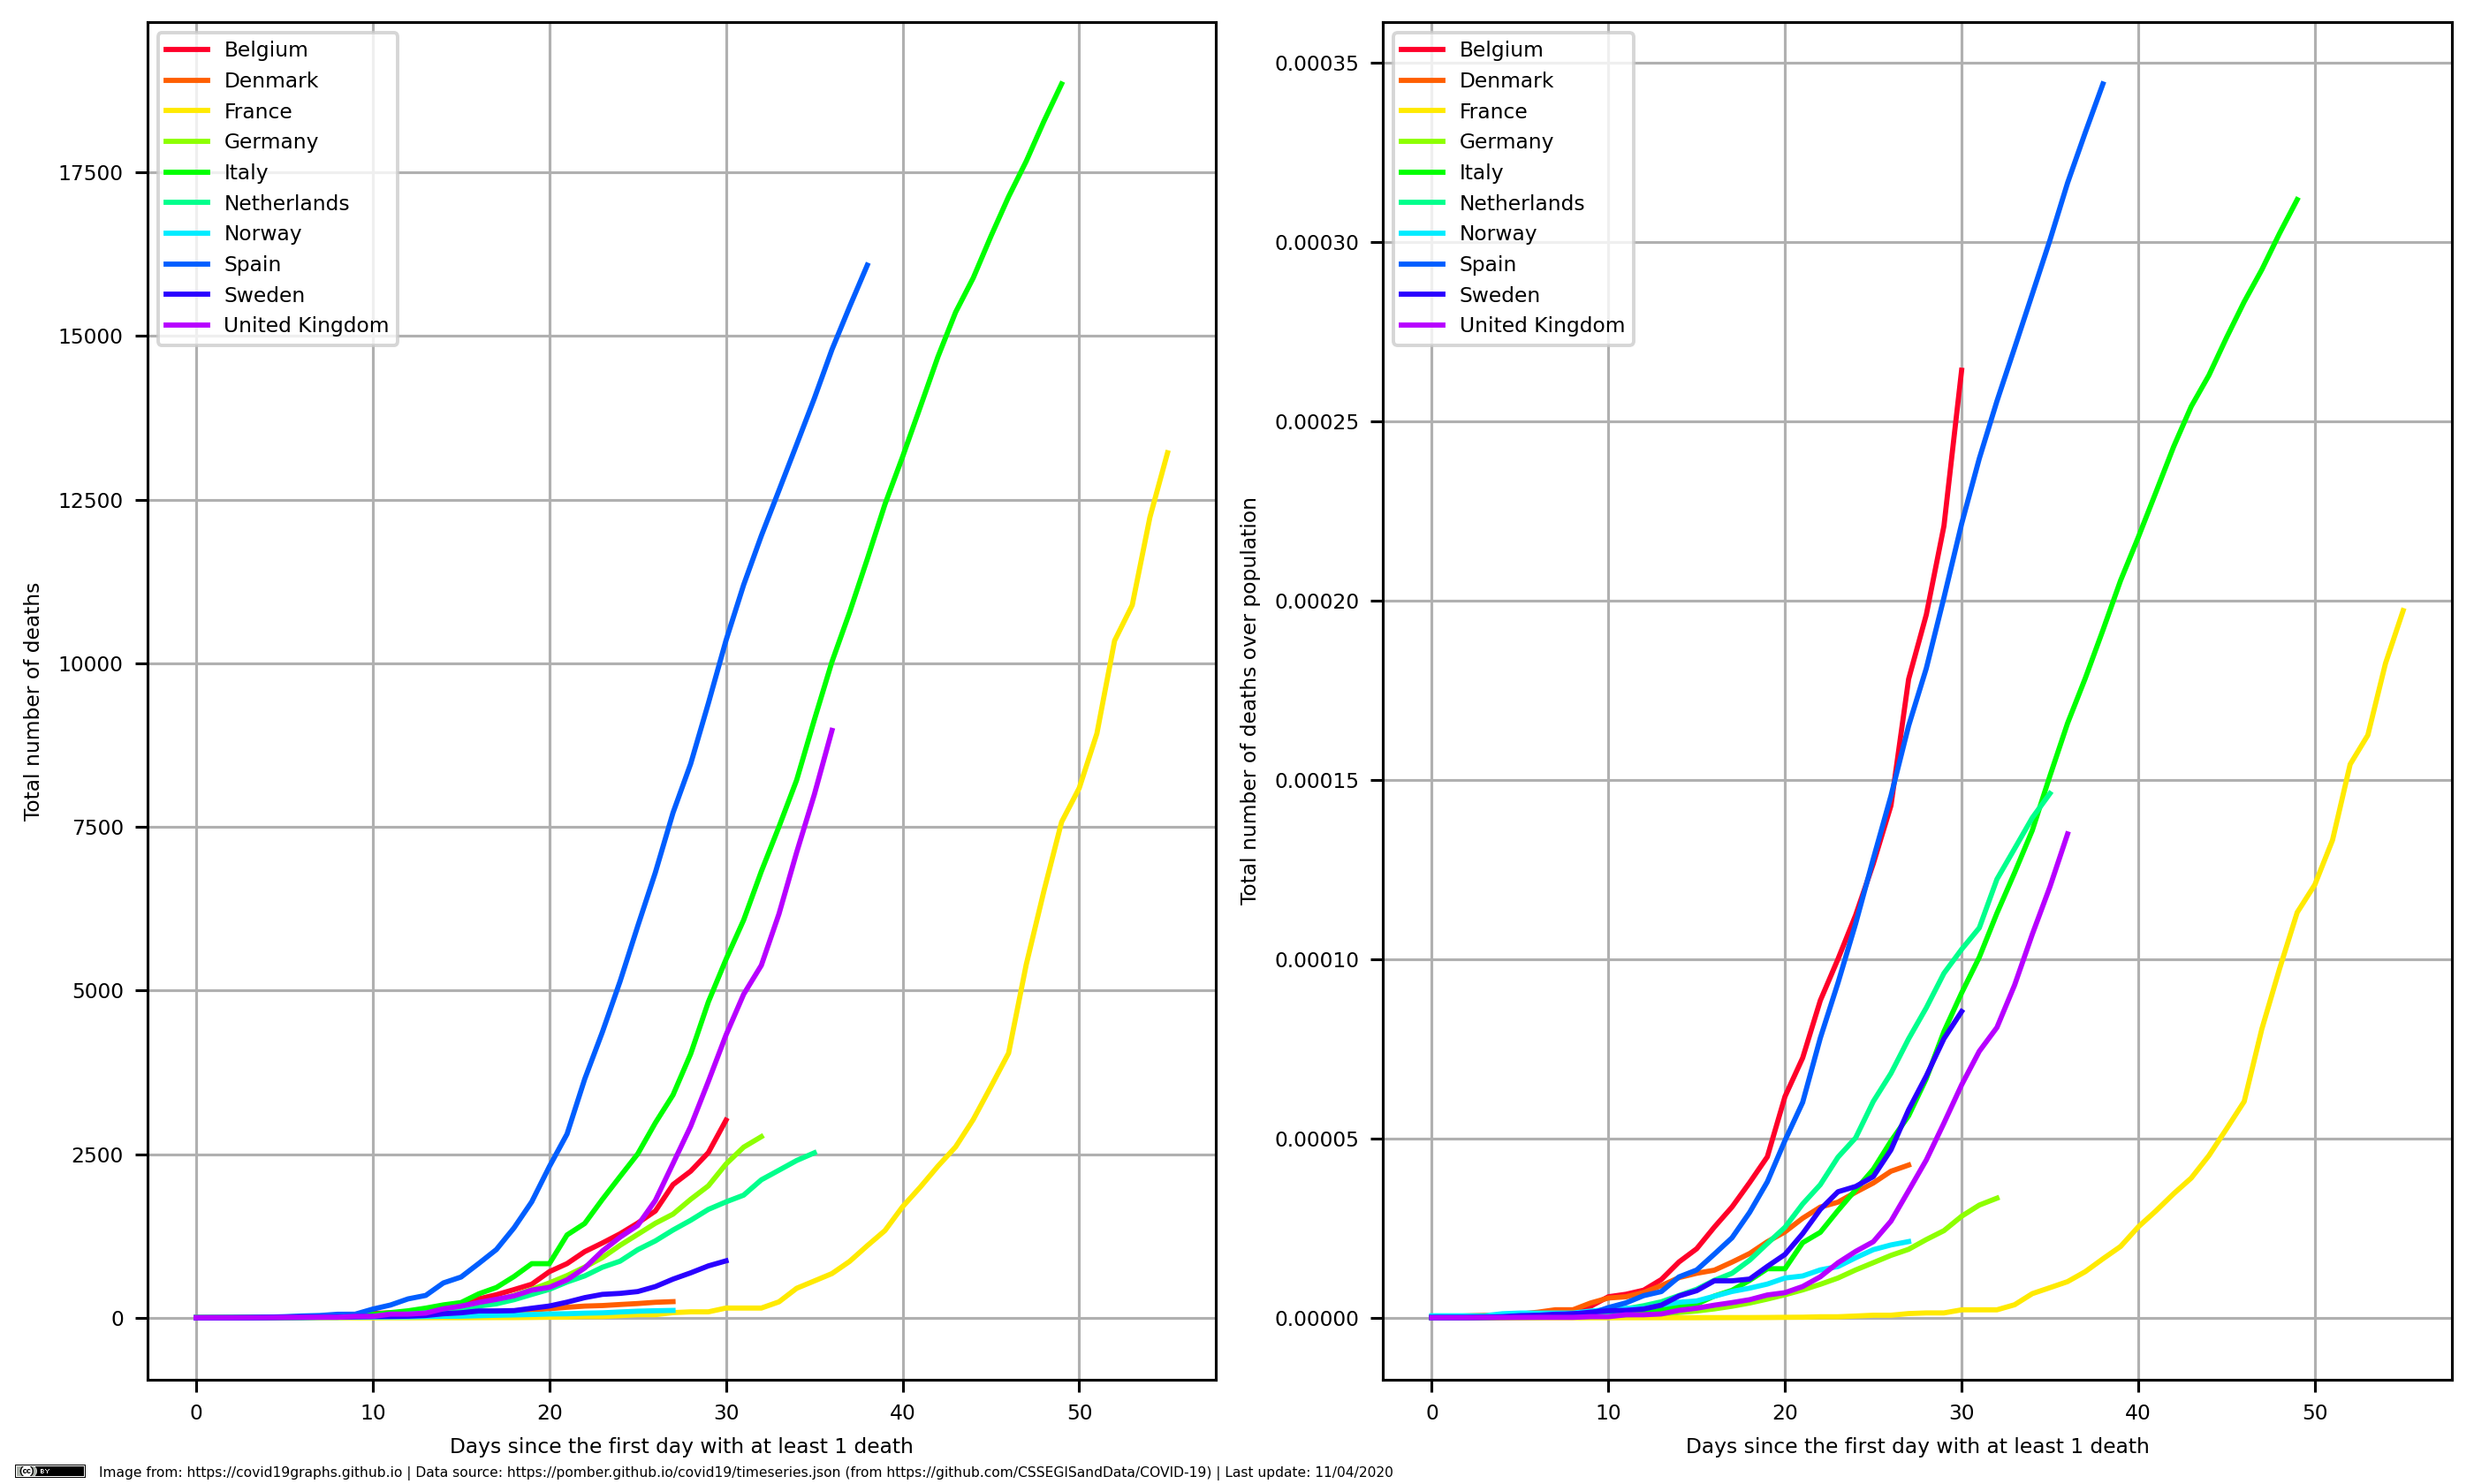 Belgium
Denmark
France
Germany
Italy
Netherlands
Norway
Spain
Sweden
United Kingdom
17500
15000
12500
10000
7500
5000
2500
0
Total number of deaths
0 10 20 30 40 50
Days since the first day with at least 1 death
Belgium
Denmark
France
Germany
Italy
Netherlands
Norway
Spain
Sweden
United Kingdom
0.00035
0.00030
0.00025
0.00020
0.00015
0.00010
0.00005
0.00000
Total number of deaths over population
0 10 20 30 40 50
Days since the first day with at least 1 death
(cc) BY Image from: https://covid19graphs.github.io | Data source: https://pomber.github.io/covid19/timeseries.json (from https://github.com/CSSEGISandData/COVID-19) | Last update: 11/04/2020